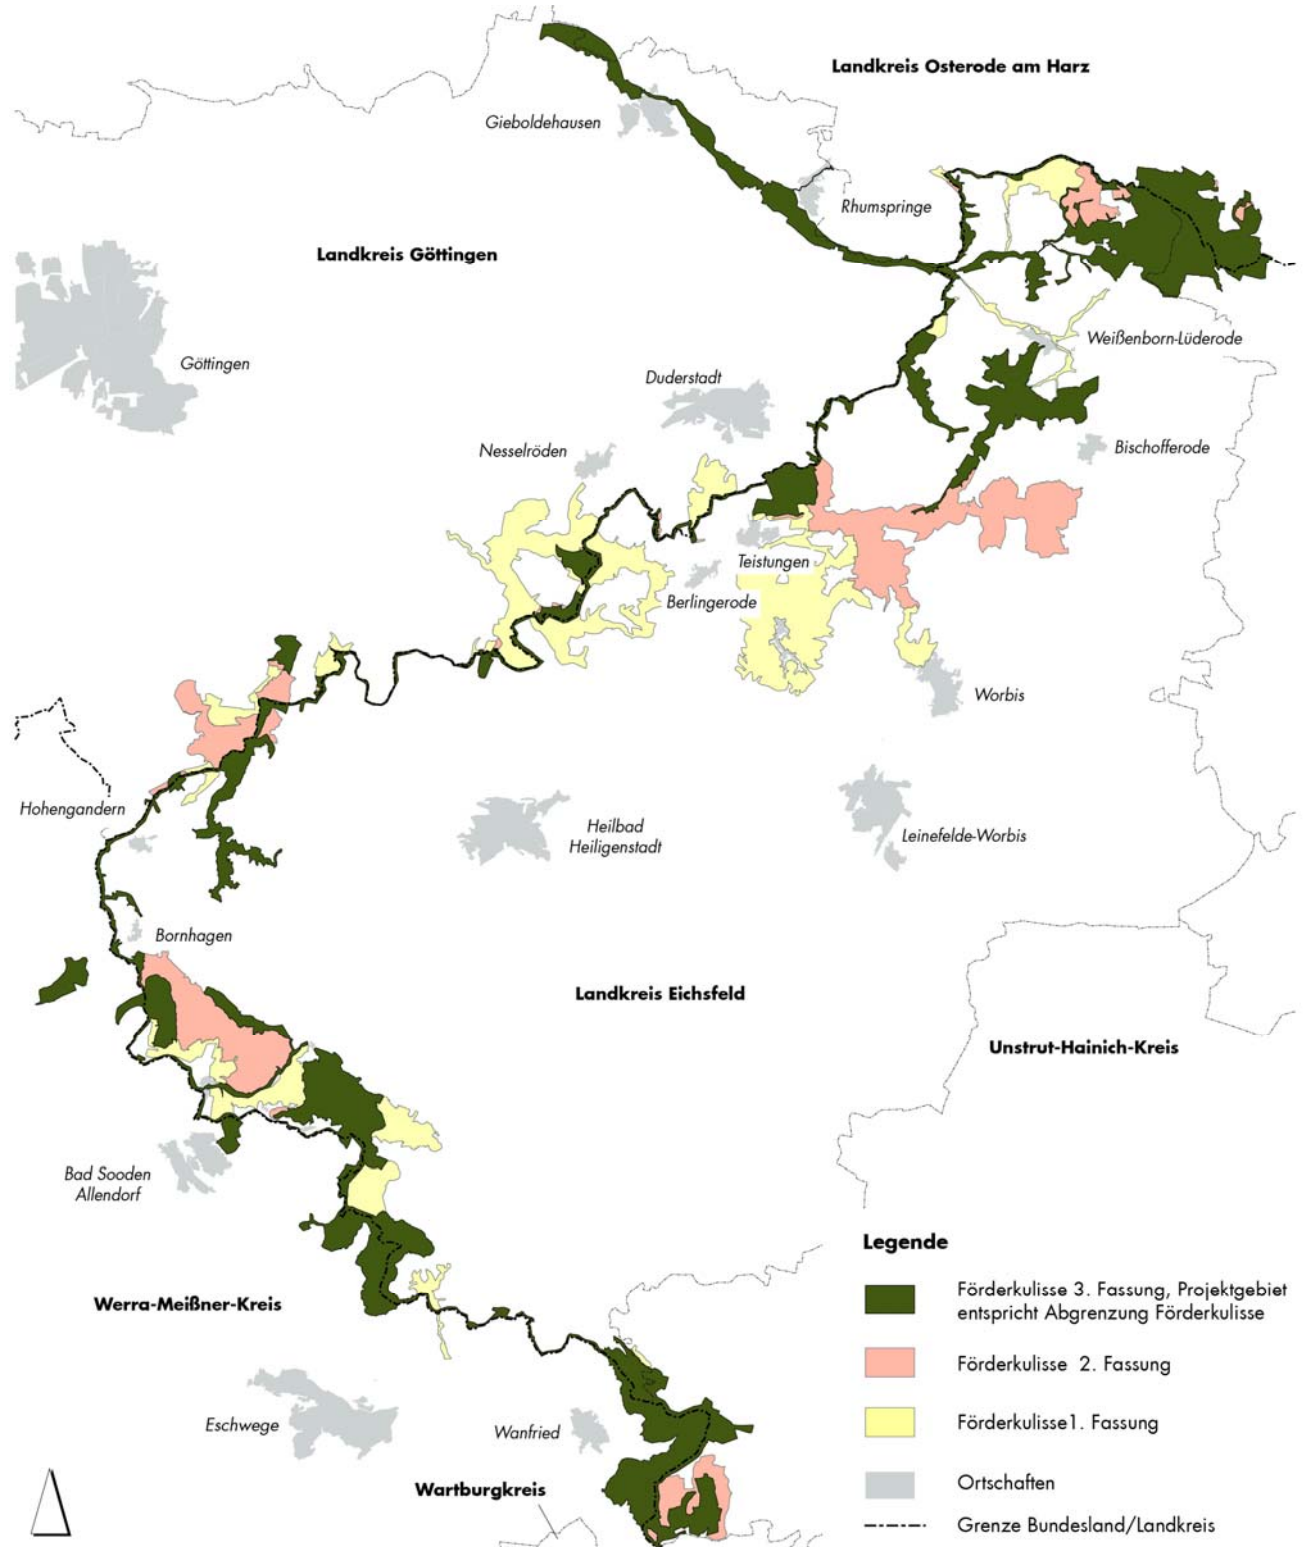 Landkreis Osterode am Harz
Gieboldehausen
Rhumspringe
Landkreis Göttingen
Göttingen
Weißenborn-Lüderode
Duderstadt
Nesselröden
Bischofferode
Teistungen
Berlingerode
Worbis
Hohengandern
Heilbad
Heiligenstadt
Leinefelde-Worbis
Bornhagen
Landkreis Eichsfeld
Unstrut-Hainich-Kreis
Bad Sooden
Allendorf
Werra-Meißner-Kreis
Eschwege
Wanfried
Wartburgkreis
Legende
Förderkulisse 3. Fassung, Projektgebiet
entspricht Abgrenzung Förderkulisse
Förderkulisse 2. Fassung
Förderkulisse1. Fassung
Ortschaften
Grenze Bundesland/Landkreis